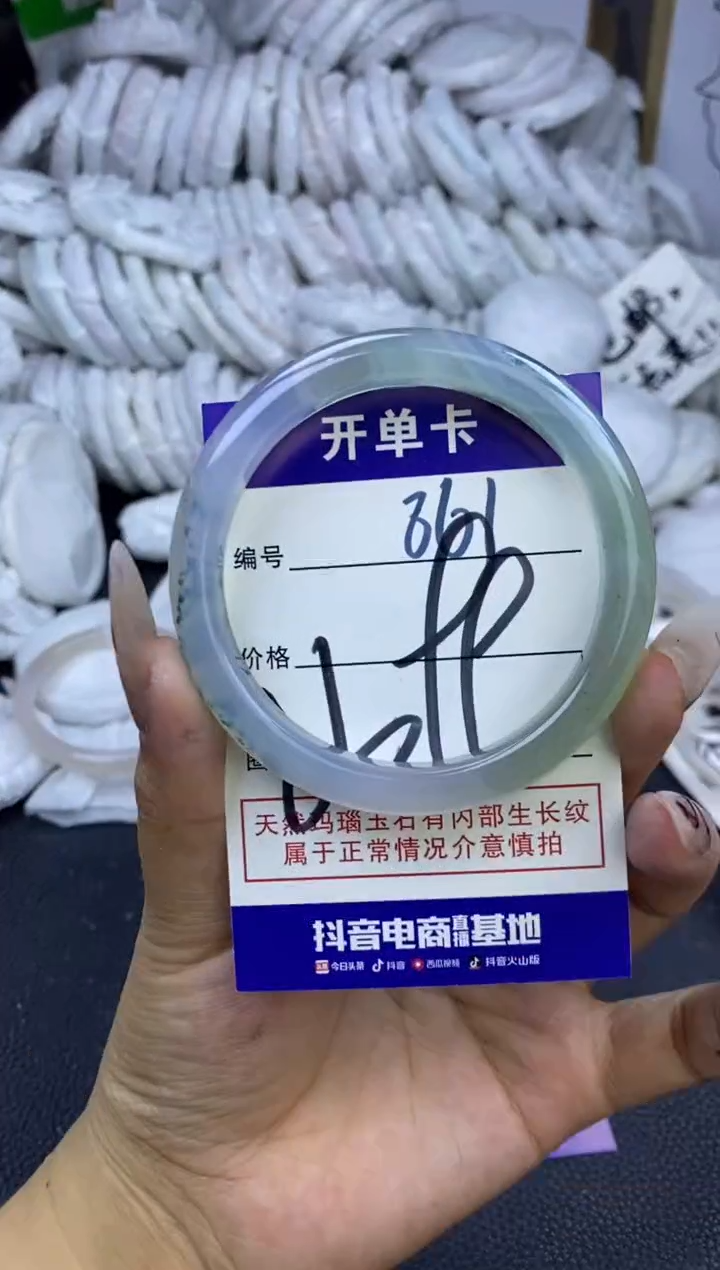 开单卡
编号 861
价格
圈
天然玛瑙玉石有内部生长纹
属于正常情况介意慎拍
抖音电商直播基地
今日头条 抖音 西瓜视频 抖音火山版